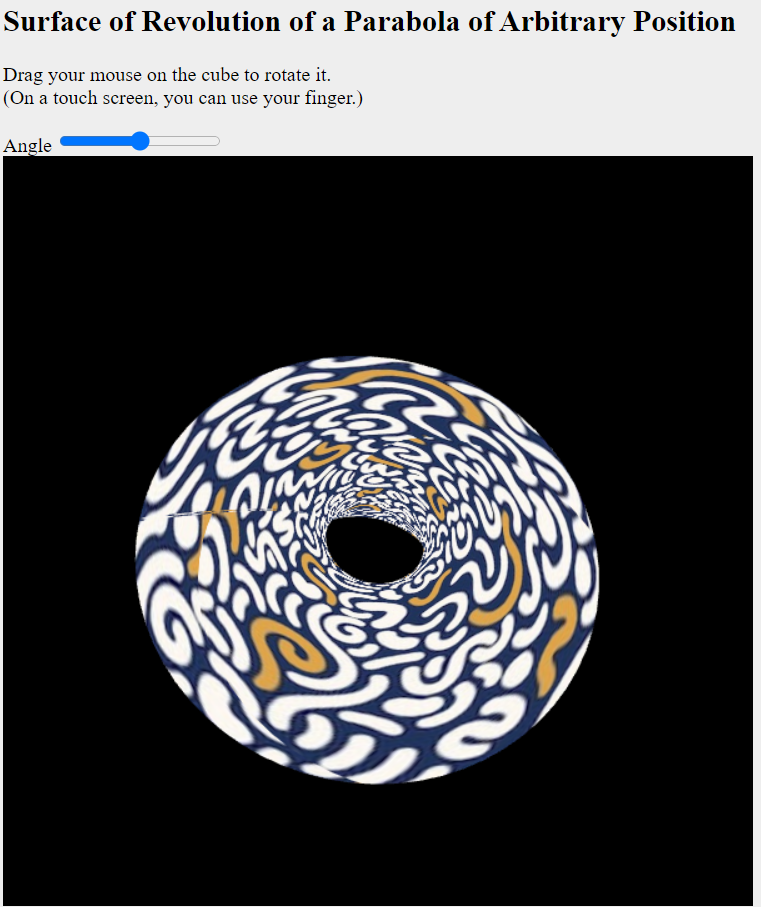 Surface of Revolution of a Parabola of Arbitrary Position
Drag your mouse on the cube to rotate it.
(On a touch screen, you can use your finger.)
Angle